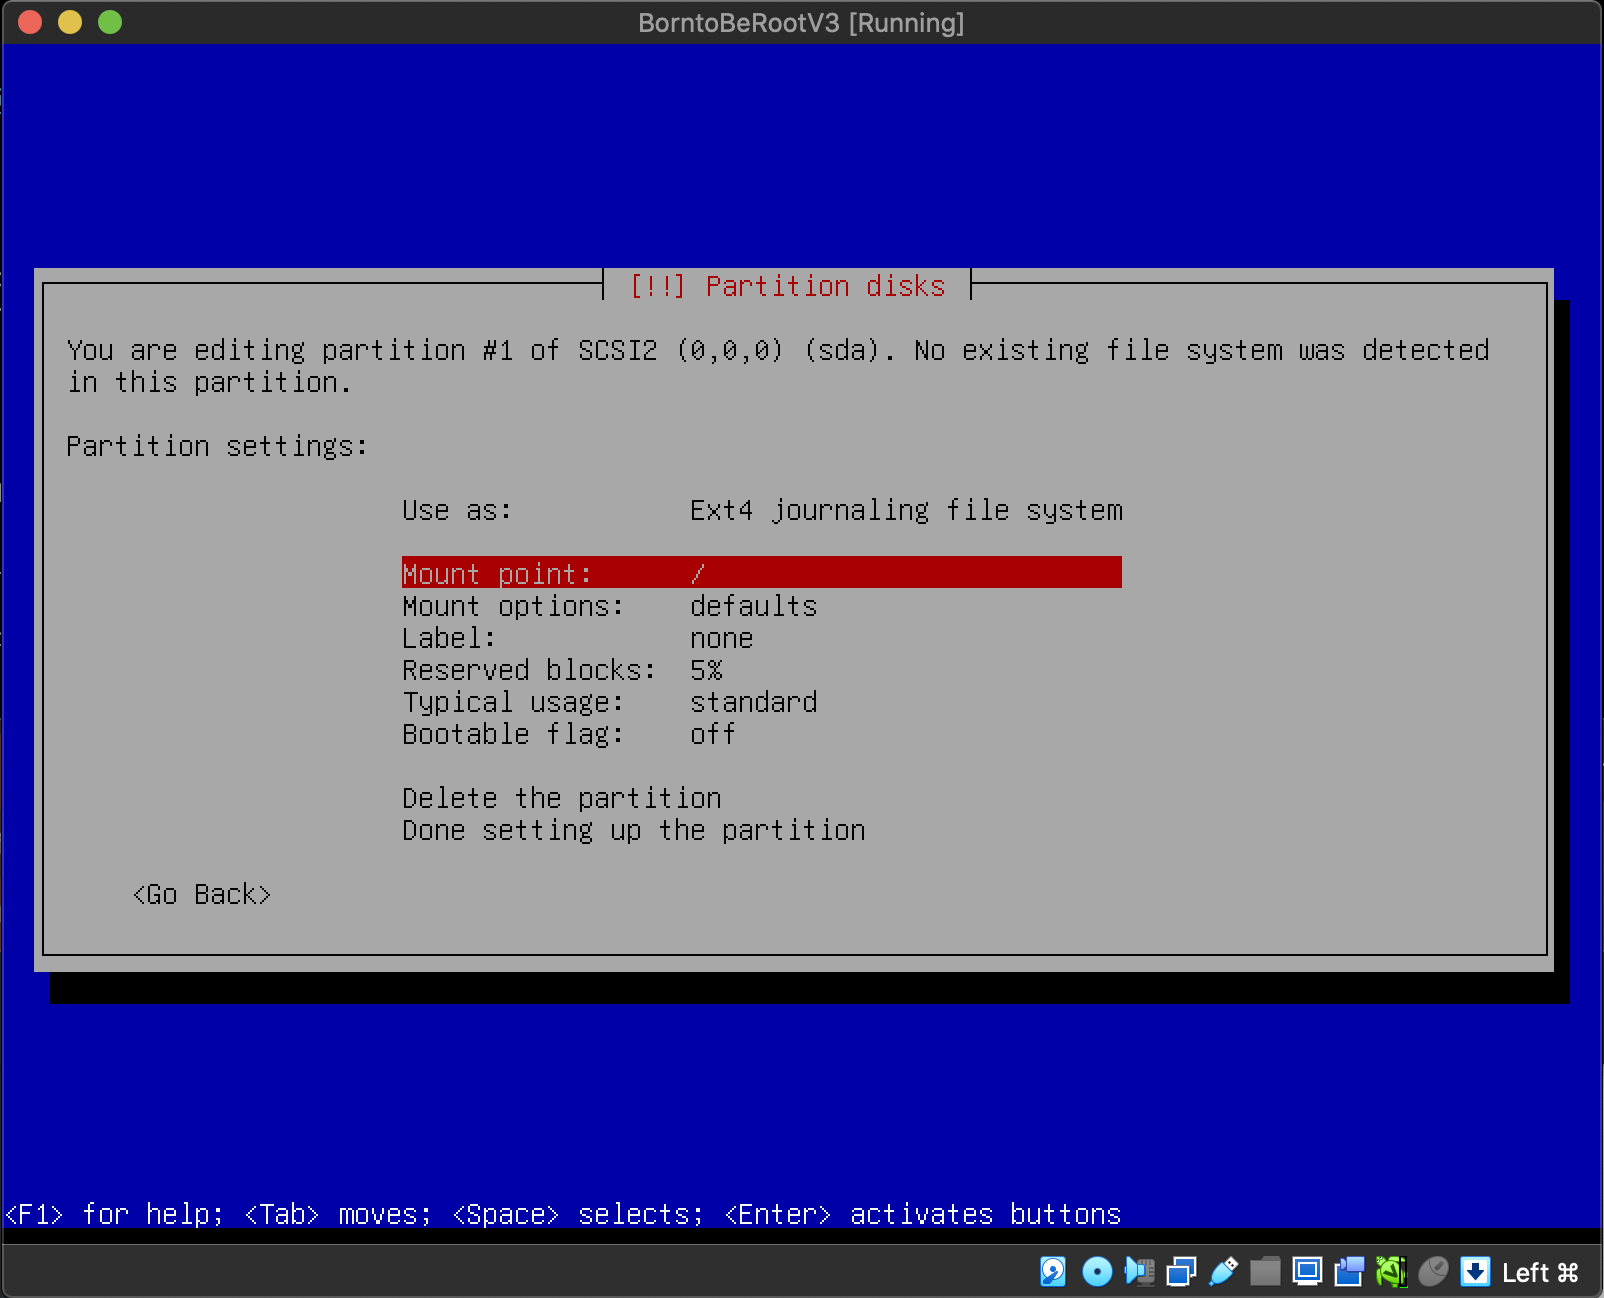 BorntoBeRootV3 [Running]
[!!] Partition disks
You are editing partition #1 of SCSI2 (0,0,0) (sda). No existing file system was detected
in this partition.
Partition settings:
Use as: Ext4 journaling file system
Mount point: /
Mount options: defaults
Label: none
Reserved blocks: 5%
Typical usage: standard
Bootable flag: off
Delete the partition
Done setting up the partition
<Go Back>
<F1> for help; <Tab> moves; <Space> selects; <Enter> activates buttons
Left ⌘